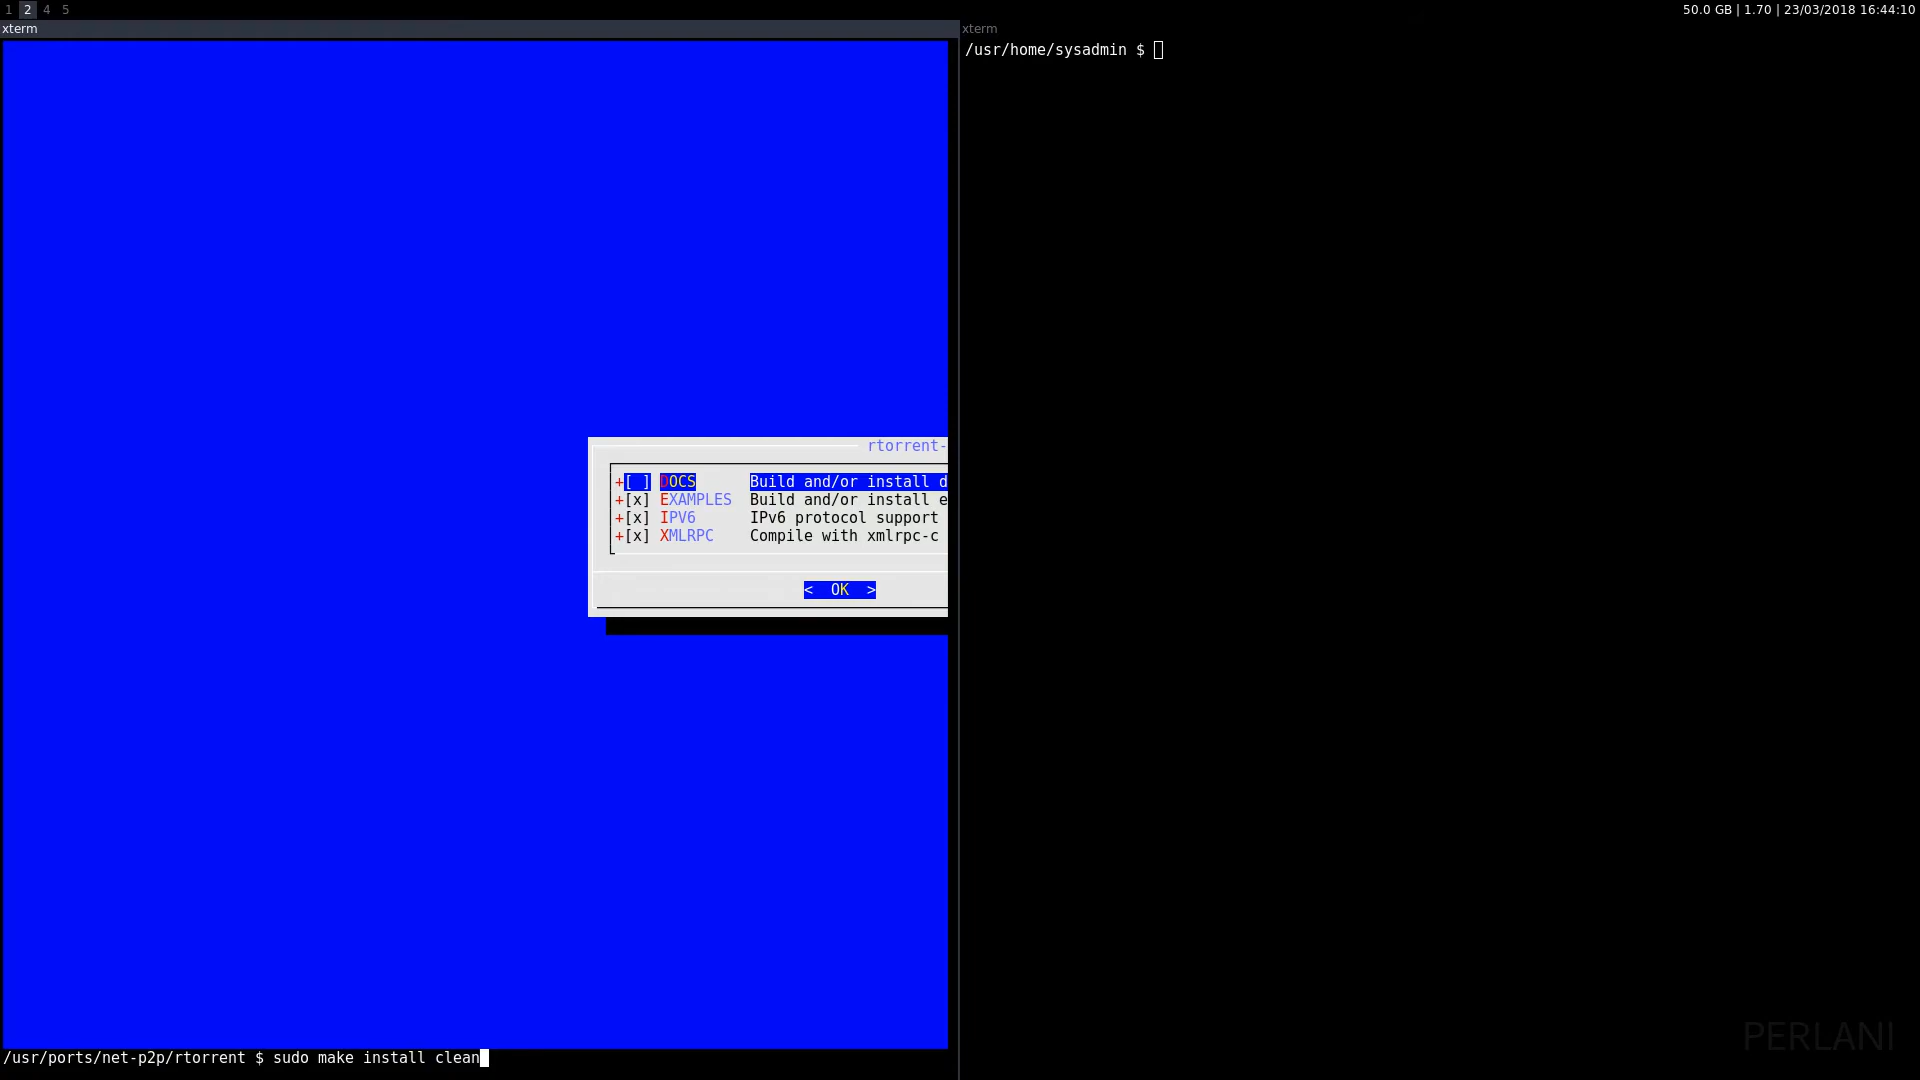 1 2 4 5
50.0 GB | 1.70 | 23/03/2018 16:44:10
xterm
rtorrent-
+[ ] DOCS Build and/or install d
+[x] EXAMPLES Build and/or install e
+[x] IPV6 IPv6 protocol support
+[x] XMLRPC Compile with xmlrpc-c
< OK >
/usr/ports/net-p2p/rtorrent $ sudo make install clean
xterm
/usr/home/sysadmin $
PERLANI